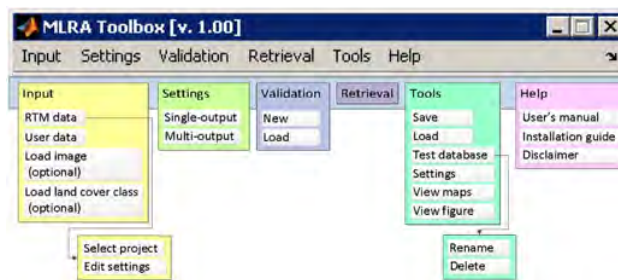 MLRA Toolbox [v. 1.00]
Input Settings Validation Retrieval Tools Help
Input
RTM data
User data
Load image
(optional)
Load land cover class
(optional)
Select project
Edit settings
Settings
Single-output
Multi-output
Validation
New
Load
Retrieval
Tools
Save
Load
Test database
Settings
View maps
View figure
Rename
Delete
Help
User's manual
Installation guide
Disclaimer